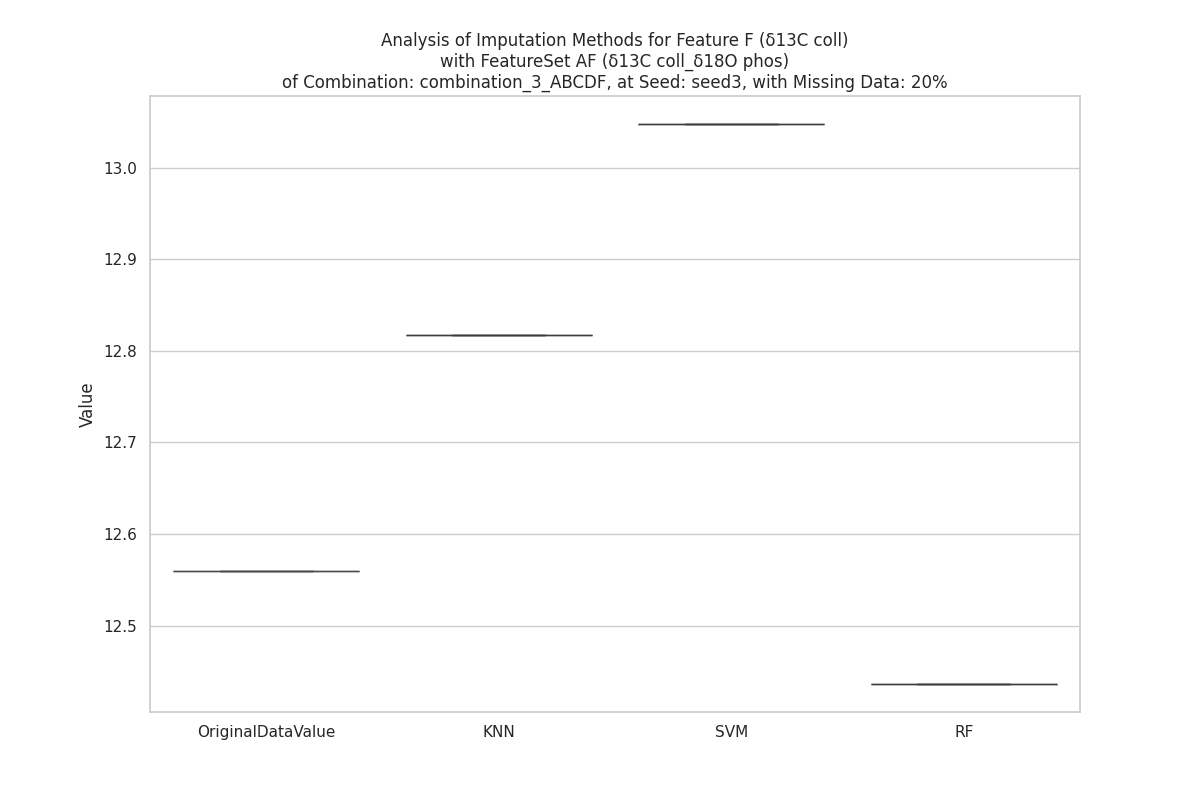 Analysis of Imputation Methods for Feature F (δ13C coll)
with FeatureSet AF (δ13C coll_δ18O phos)
of Combination: combination_3_ABCDF, at Seed: seed3, with Missing Data: 20%
13.0
12.9
12.8
12.7
12.6
12.5
Value
OriginalDataValue
KNN
SVM
RF